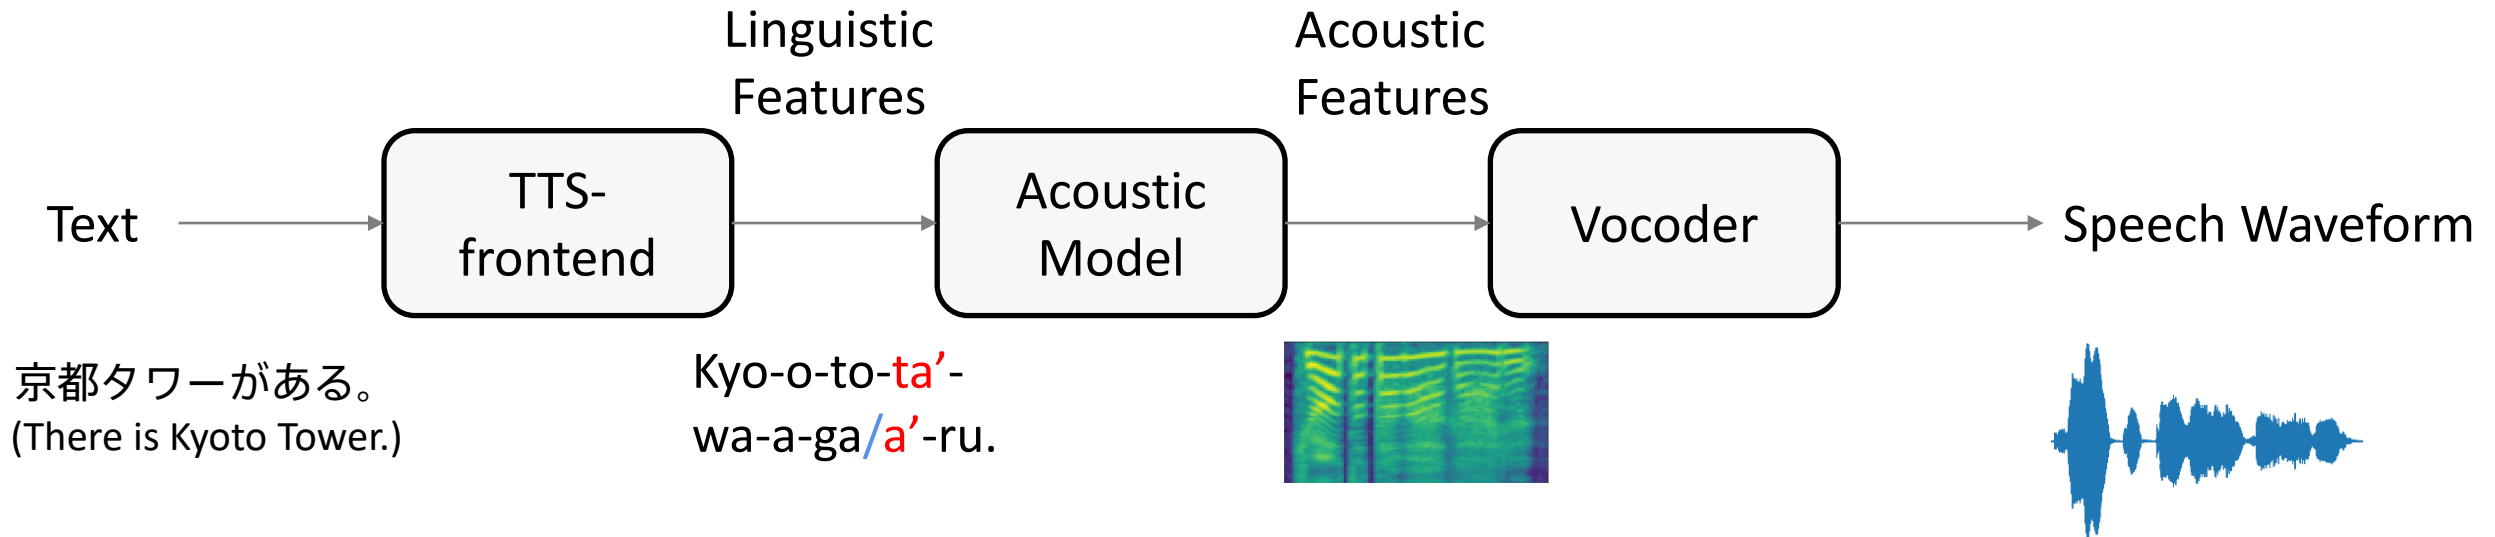 Linguistic
Features
Acoustic
Features
Text
TTS-
frontend
Acoustic
Model
Vocoder
Speech Waveform
京都タワーがある。
(There is Kyoto Tower.)
Kyo-o-to-ta’-
wa-a-ga/a’-ru.